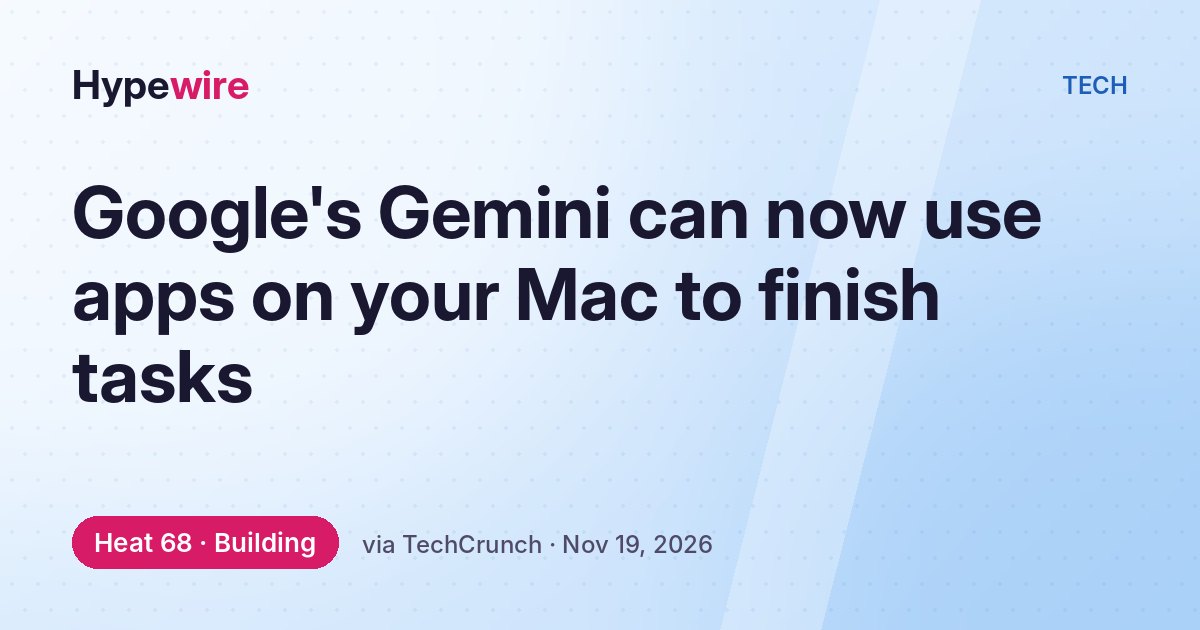 Hypewire
TECH
Google's Gemini can now use
apps on your Mac to finish
tasks
Heat 68 · Building
via TechCrunch · Nov 19, 2026